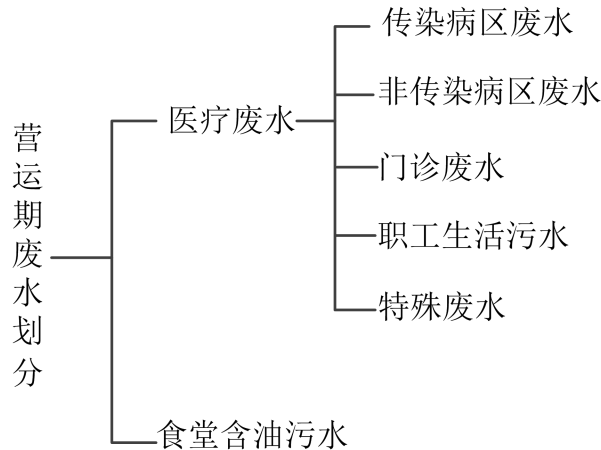 营运期废水划分
医疗废水
传染病区废水
非传染病区废水
门诊废水
职工生活污水
特殊废水
食堂含油污水